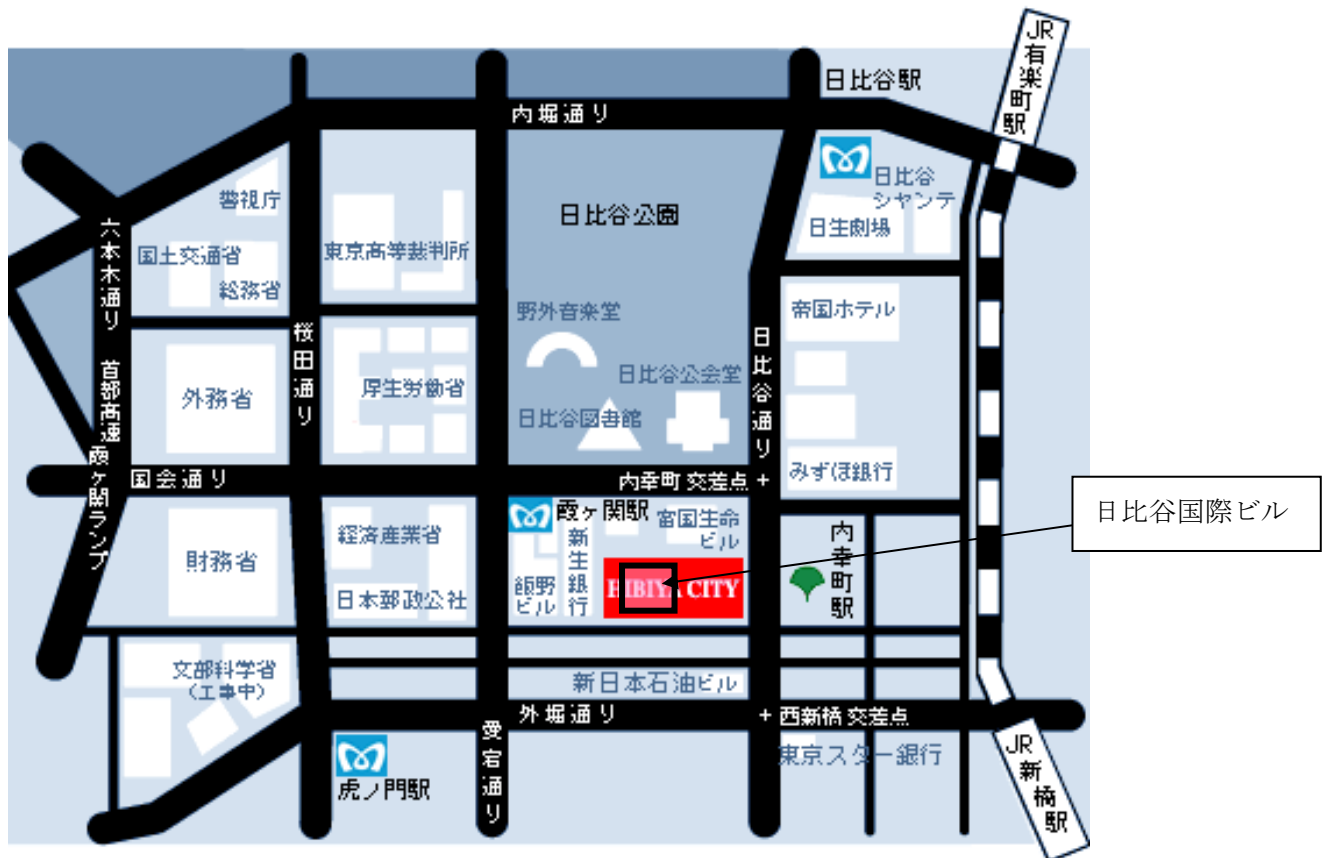 JR有楽町駅
日比谷駅
内堀通り
日比谷シャンテ
警視庁
日比谷公園
日生劇場
六本木通り
国土交通省
東京高等裁判所
総務省
野外音楽堂
帝国ホテル
桜田通り
日比谷通り
首都高速
霞ヶ関ランプ
外務省
厚生労働省
日比谷公会堂
日比谷図書館
国会通り
内幸町交差点
みずほ銀行
日比谷国際ビル
霞ヶ関駅
富国生命
ビル
経済産業省
新生銀行
内幸町駅
財務省
飯野
ビル
HIBIYA CITY
日本郵政公社
文部科学省
(工事中)
新日本石油ビル
外堀通り
西新橋交差点
愛宕通り
東京スター銀行
JR新橋駅
虎ノ門駅